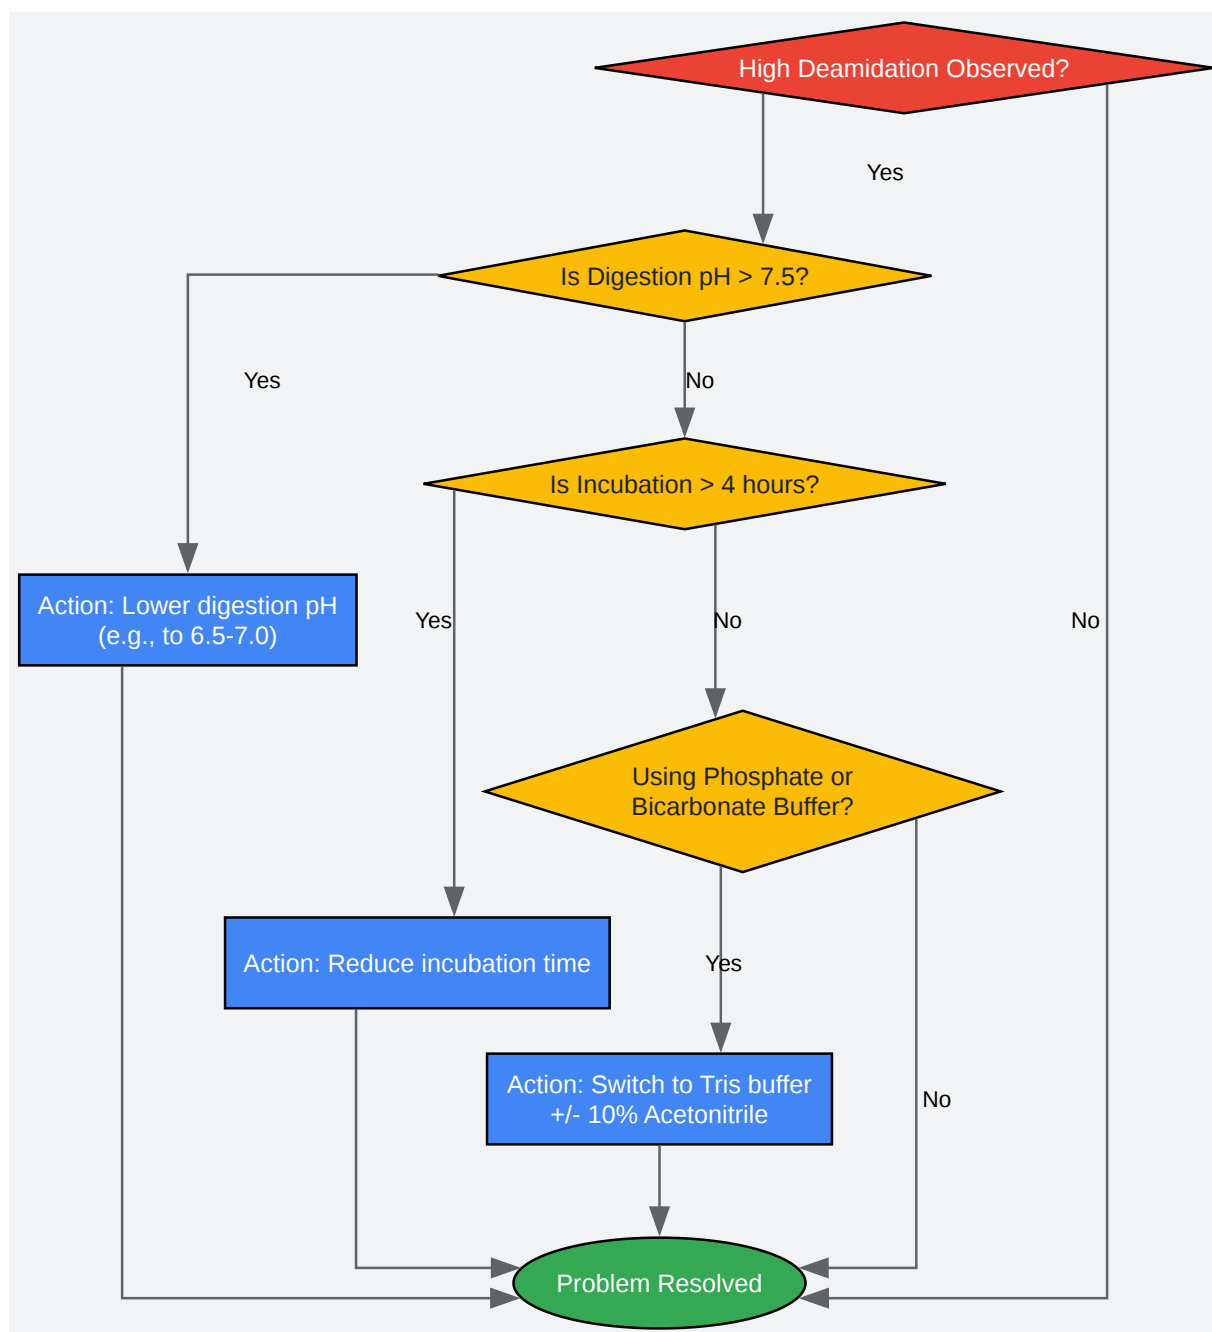 High Deamidation Observed?
Yes
Is Digestion pH > 7.5?
Yes
No
Is Incubation > 4 hours?
Action: Lower digestion pH
(e.g., to 6.5-7.0)
Yes
No
No
Using Phosphate or
Bicarbonate Buffer?
Action: Reduce incubation time
Yes
Action: Switch to Tris buffer
+/- 10% Acetonitrile
No
Problem Resolved